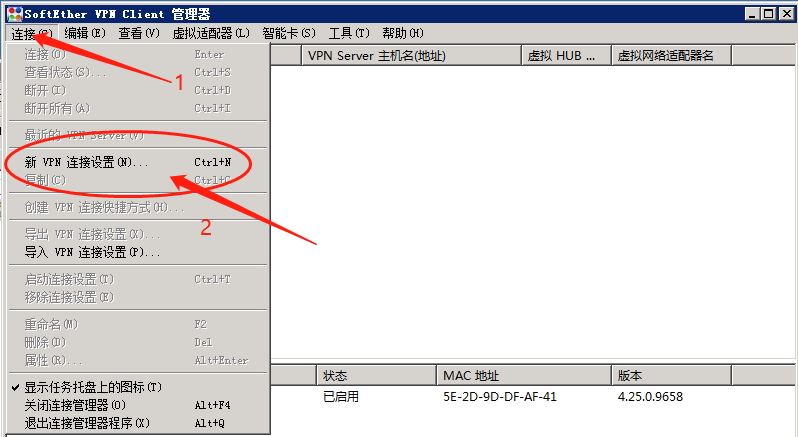 SoftEther VPN Client 管理器
连接(C) 编辑(E) 查看(V) 虚拟适配器(L) 智能卡(S) 工具(T) 帮助(H)
VPN Server 主机名(地址) 虚拟 HUB ... 虚拟网络适配器名
连接(O) Enter
查看状态(S)... Ctrl+S
断开(I) Ctrl+D
断开所有(A) Ctrl+I
最近的 VPN Server(V)
新 VPN 连接设置(N)... Ctrl+N
复制(C) Ctrl+C
创建 VPN 连接快捷方式(H)...
导出 VPN 连接设置(X)...
导入 VPN 连接设置(P)...
启动连接设置(T) Ctrl+T
移除连接设置(E)
重命名(M) F2
删除(D) Del
属性(R)... Alt+Enter
显示任务托盘上的图标(T)
关闭连接管理器(O) Alt+F4
退出连接管理器程序(X) Alt+Q
1
2
状态 MAC 地址 版本
已启用 5E-2D-9D-DF-AF-41 4.25.0.9658